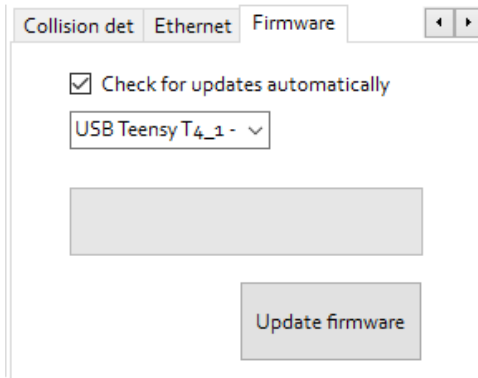 Collision det Ethernet Firmware
Check for updates automatically
USB Teensy T4_1 -
Update firmware